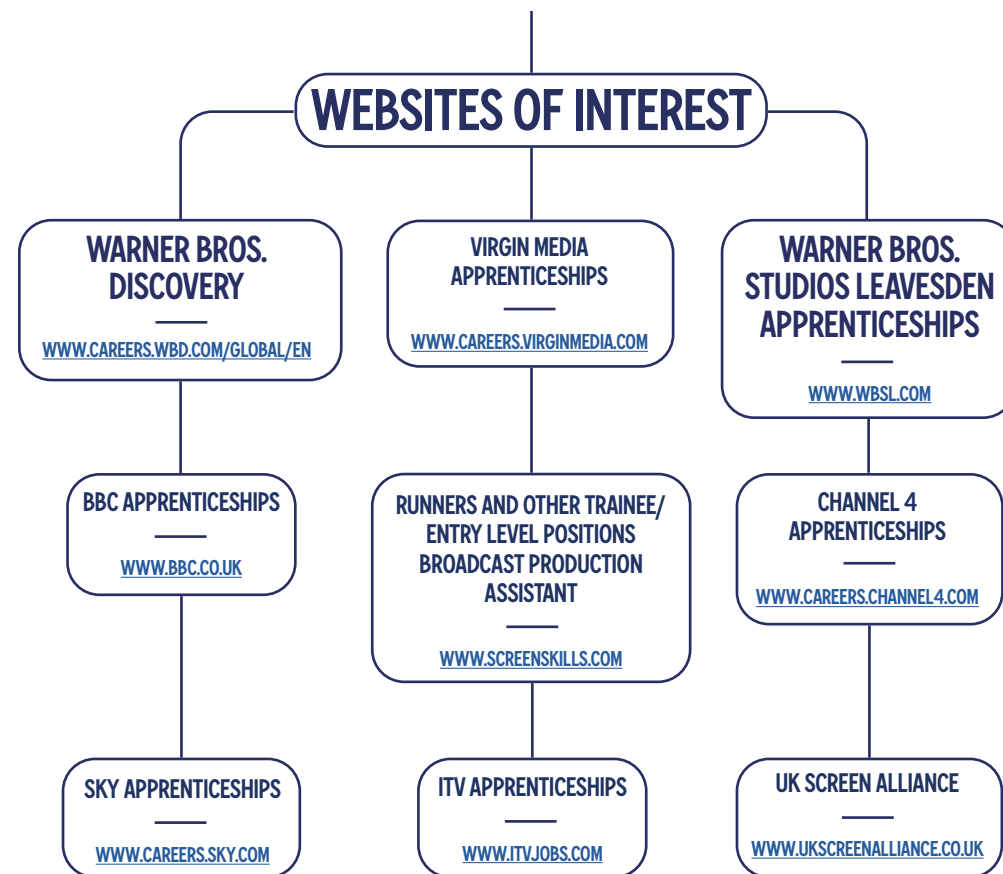 WEBSITES OF INTEREST
WARNER BROS.
DISCOVERY
WWW.CAREERS.WBD.COM/GLOBAL/EN
VIRGIN MEDIA
APPRENTICESHIPS
WWW.CAREERS.VIRGINMEDIA.COM
WARNER BROS.
STUDIOS LEAVESDEN
APPRENTICESHIPS
WWW.WBSL.COM
BBC APPRENTICESHIPS
WWW.BBC.CO.UK
RUNNERS AND OTHER TRAINEE/
ENTRY LEVEL POSITIONS
BROADCAST PRODUCTION
ASSISTANT
WWW.SCREENSKILLS.COM
CHANNEL 4
APPRENTICESHIPS
WWW.CAREERS.CHANNEL4.COM
SKY APPRENTICESHIPS
WWW.CAREERS.SKY.COM
ITV APPRENTICESHIPS
WWW.ITVJOBS.COM
UK SCREEN ALLIANCE
WWW.UKSCREENALLIANCE.CO.UK